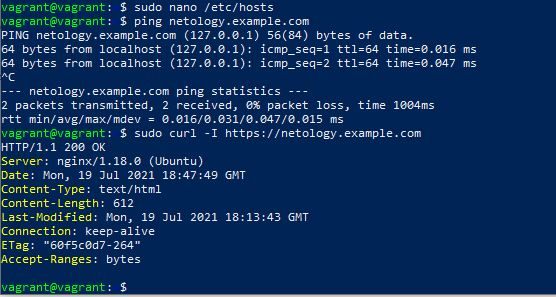 vagrant@vagrant: $ sudo nano /etc/hosts
vagrant@vagrant: $ ping netology.example.com
PING netology.example.com (127.0.0.1) 56(84) bytes of data.
64 bytes from localhost (127.0.0.1): icmp_seq=1 ttl=64 time=0.016 ms
64 bytes from localhost (127.0.0.1): icmp_seq=2 ttl=64 time=0.047 ms
^C
--- netology.example.com ping statistics ---
2 packets transmitted, 2 received, 0% packet loss, time 1004ms
rtt min/avg/max/mdev = 0.016/0.031/0.047/0.015 ms
vagrant@vagrant: $ sudo curl -I https://netology.example.com
HTTP/1.1 200 OK
Server: nginx/1.18.0 (Ubuntu)
Date: Mon, 19 Jul 2021 18:47:49 GMT
Content-Type: text/html
Content-Length: 612
Last-Modified: Mon, 19 Jul 2021 18:13:43 GMT
Connection: keep-alive
ETag: "60f5c0d7-264"
Accept-Ranges: bytes
vagrant@vagrant: $